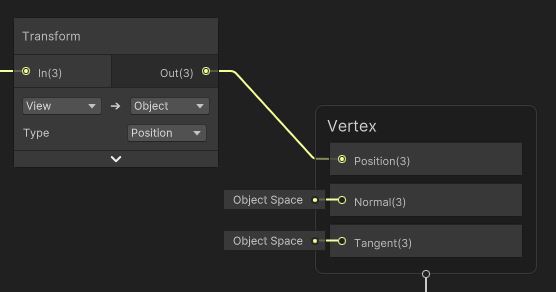 Transform
In(3)
Out(3)
View
Object
Type
Position
Vertex
Position(3)
Object Space
Normal(3)
Object Space
Tangent(3)